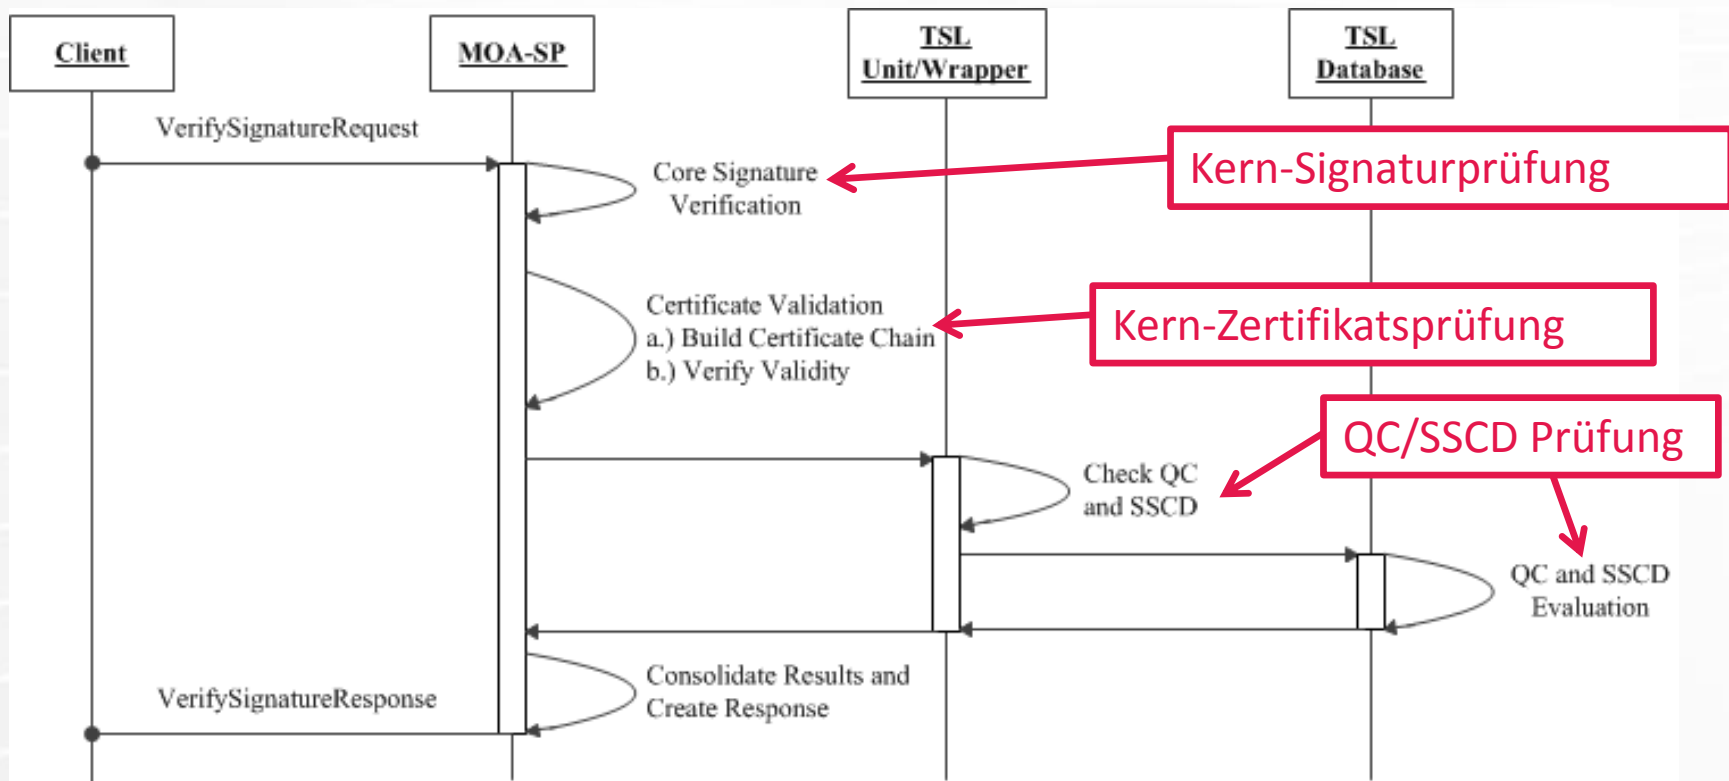 Client
MOA-SP
TSL
Unit/Wrapper
TSL
Database
VerifySignatureRequest
Core Signature
Verification
Kern-Signaturprüfung
Certificate Validation
a.) Build Certificate Chain
b.) Verify Validity
Kern-Zertifikatsprüfung
QC/SSCD Prüfung
Check QC
and SSCD
QC and SSCD
Evaluation
Consolidate Results and
Create Response
VerifySignatureResponse